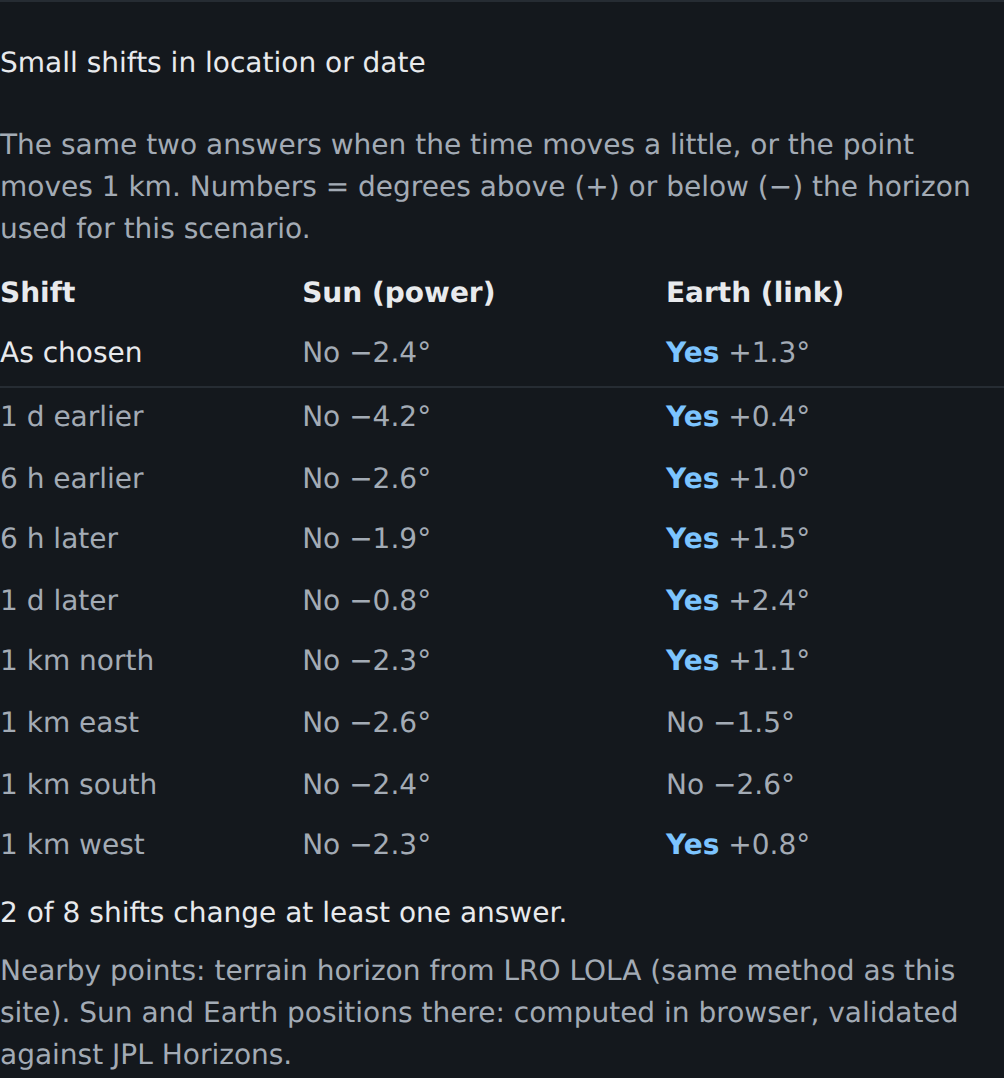 Small shifts in location or date
The same two answers when the time moves a little, or the point
moves 1 km. Numbers = degrees above (+) or below (−) the horizon
used for this scenario.
Shift Sun (power) Earth (link)
As chosen No −2.4° Yes +1.3°
1 d earlier No −4.2° Yes +0.4°
6 h earlier No −2.6° Yes +1.0°
6 h later No −1.9° Yes +1.5°
1 d later No −0.8° Yes +2.4°
1 km north No −2.3° Yes +1.1°
1 km east No −2.6° No −1.5°
1 km south No −2.4° No −2.6°
1 km west No −2.3° Yes +0.8°
2 of 8 shifts change at least one answer.
Nearby points: terrain horizon from LRO LOLA (same method as this
site). Sun and Earth positions there: computed in browser, validated
against JPL Horizons.